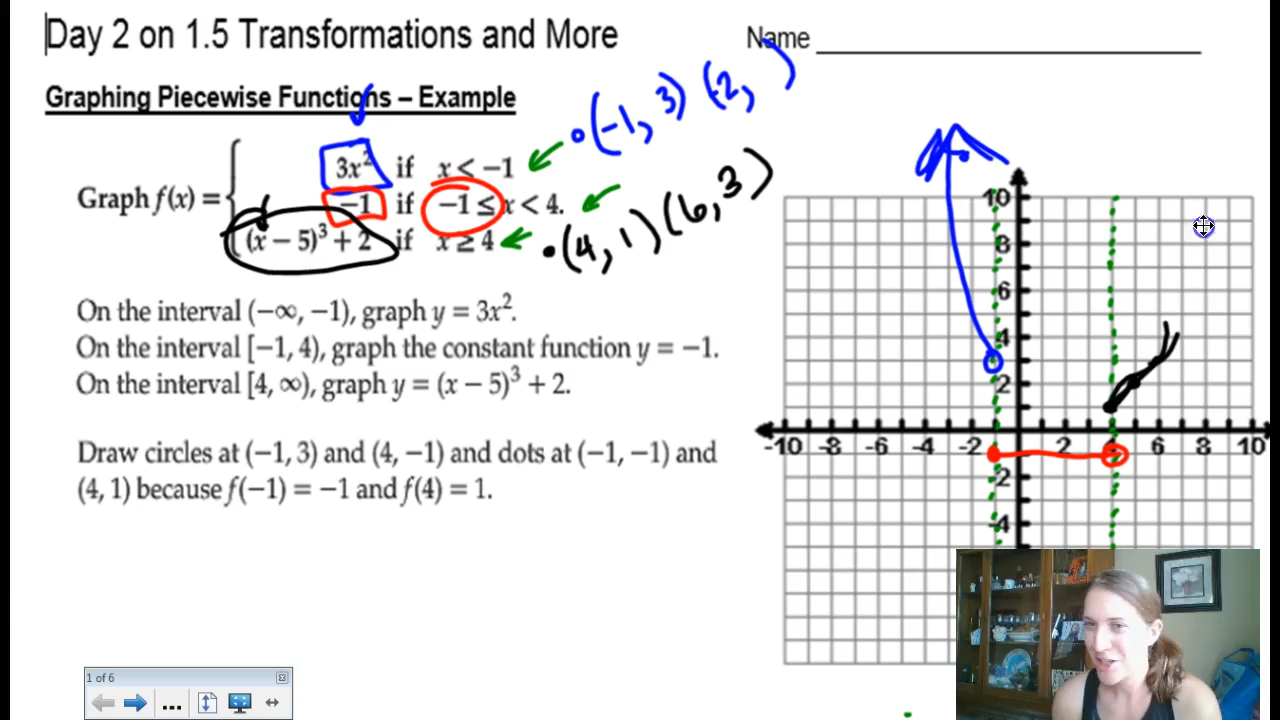 Day 2 on 1.5 Transformations and More
Name
Graphing Piecewise Functions – Example
(-1, 3) (-2, )
3x² if x < −1
Graph f(x) = { −1 if −1 ≤ x < 4.
(x − 5)³ + 2 if x ≥ 4
(4, 1) (6, 3)
On the interval (−∞, −1), graph y = 3x².
On the interval [−1, 4), graph the constant function y = −1.
On the interval [4, ∞), graph y = (x − 5)³ + 2.
Draw circles at (−1, 3) and (4, −1) and dots at (−1, −1) and
(4, 1) because f(−1) = −1 and f(4) = 1.
10
8
6
4
2
-10 -8 -6 -4 -2 2 4 6 8 10
-2
-4
1 of 6